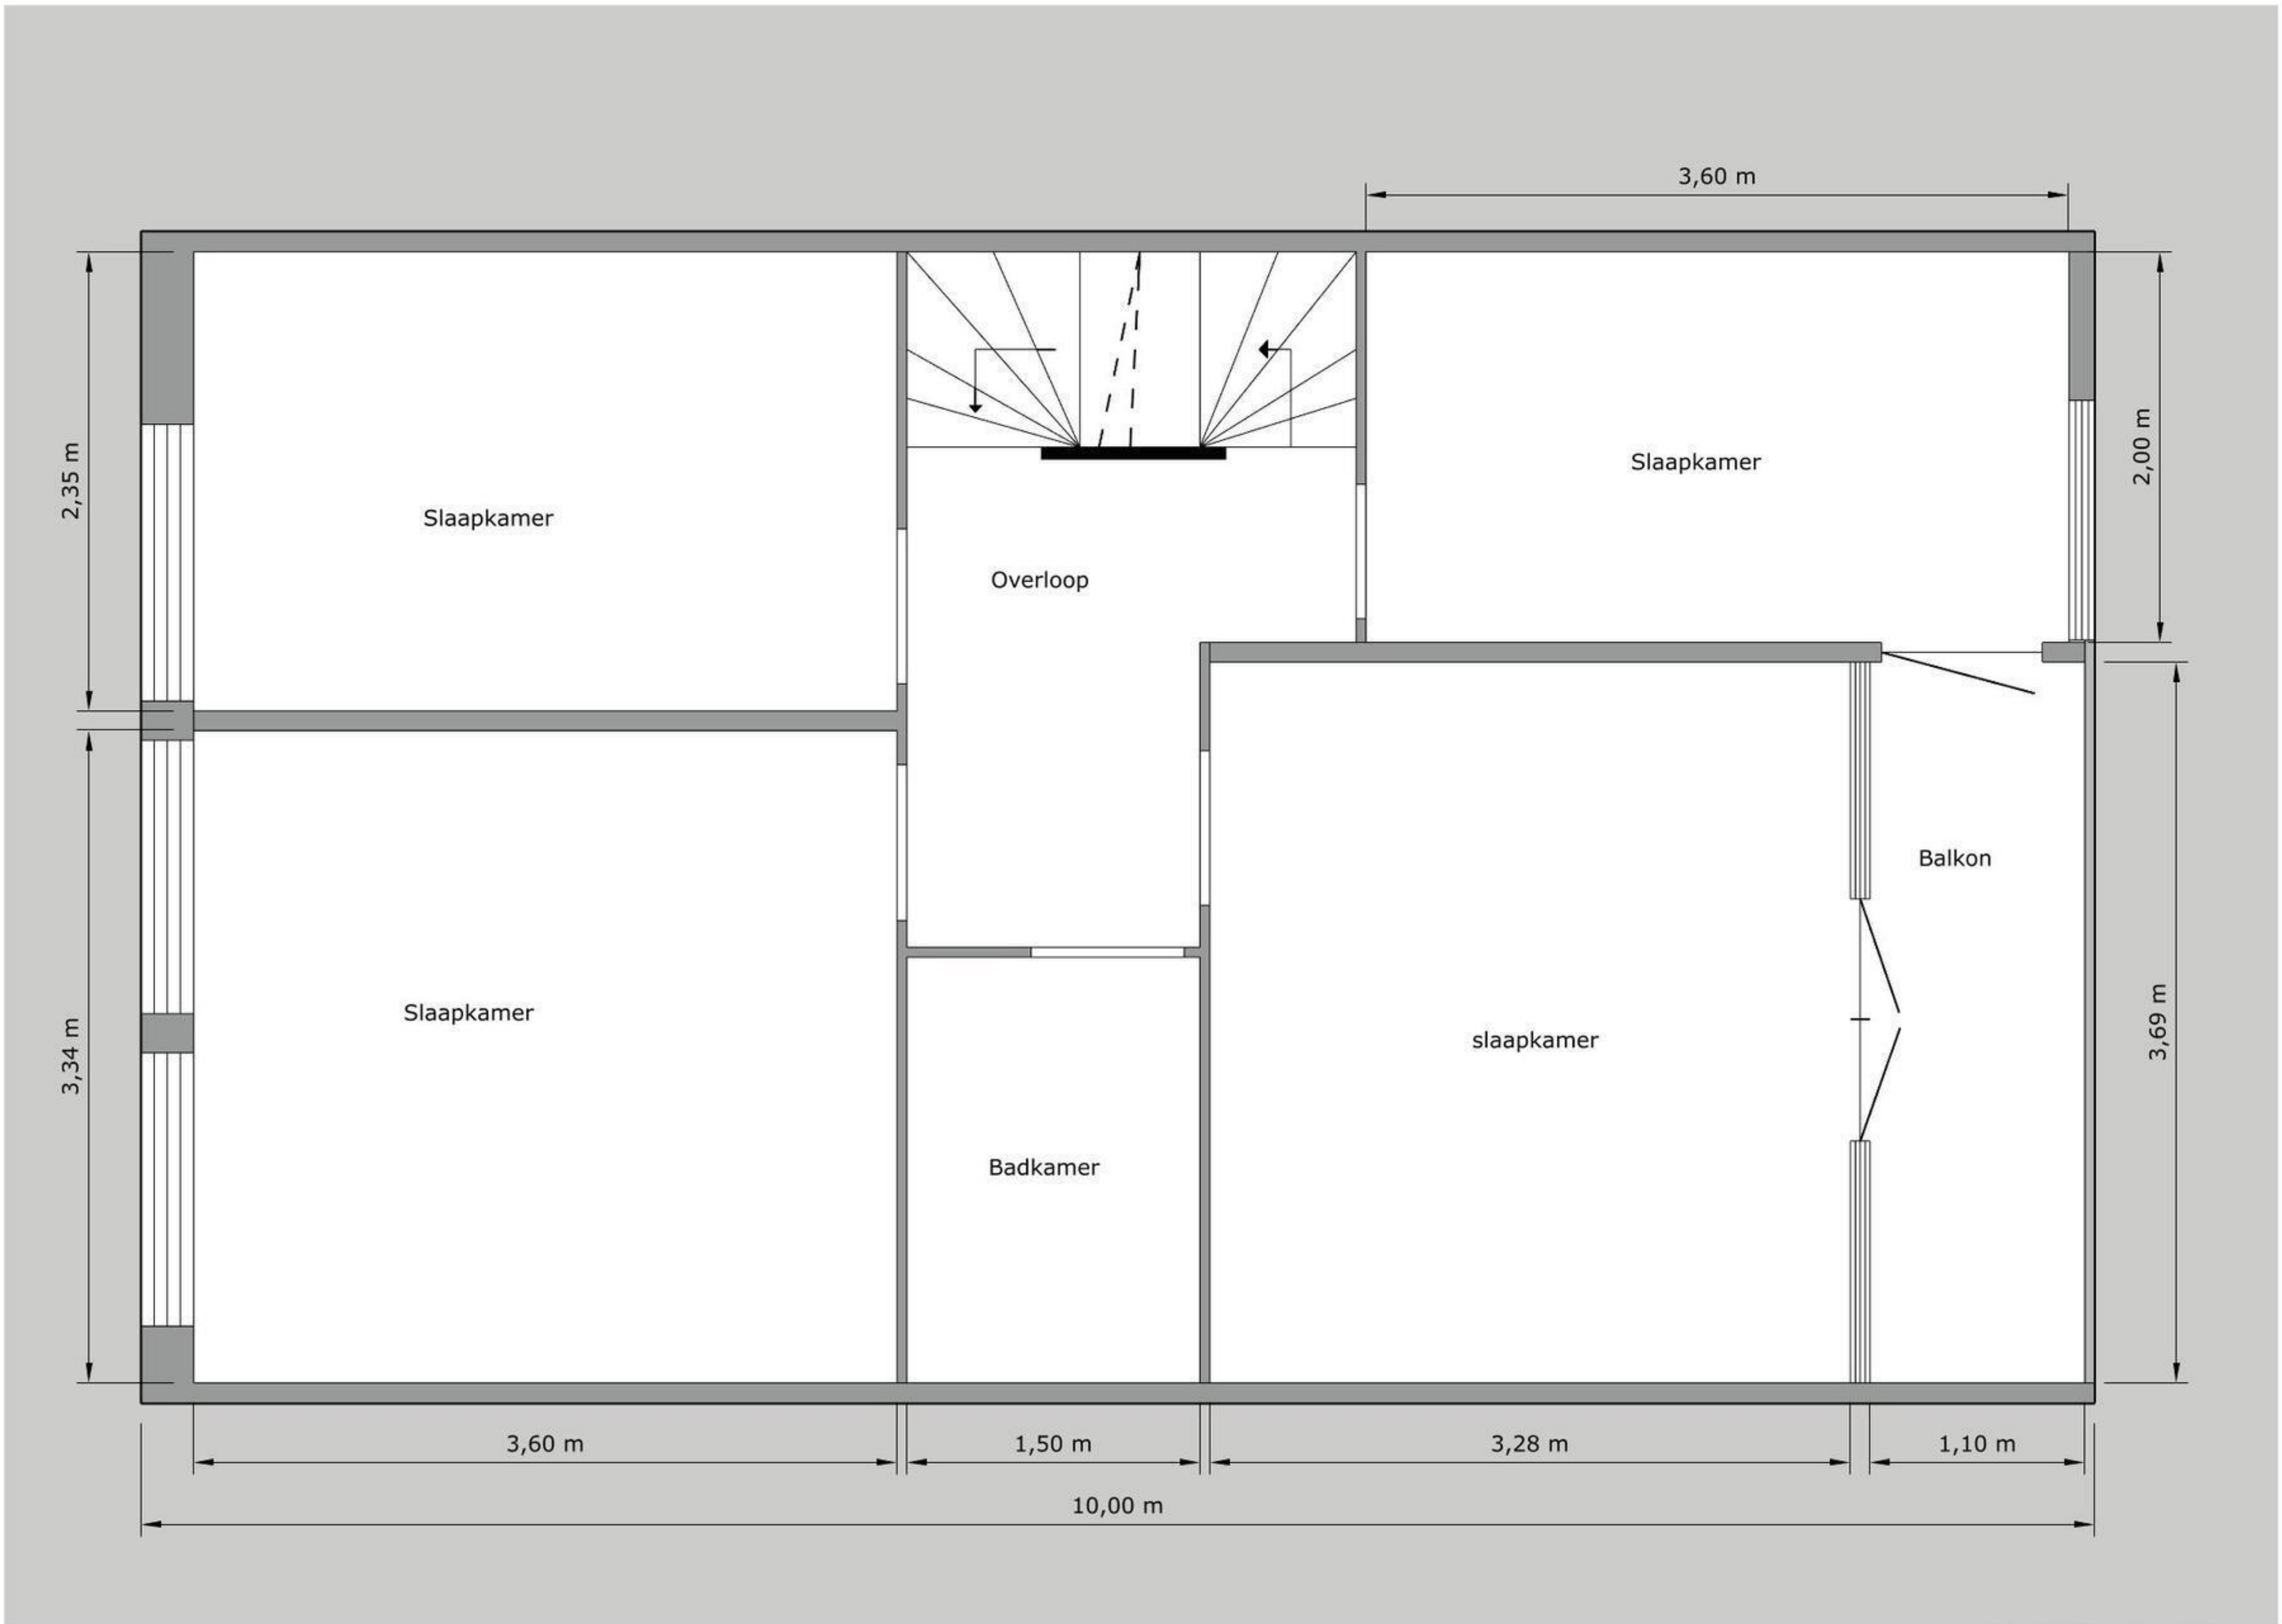 3,60 m
2,35 m
Slaapkamer
Overloop
Slaapkamer
2,00 m
3,34 m
Slaapkamer
Badkamer
slaapkamer
Balkon
3,69 m
3,60 m
1,50 m
3,28 m
1,10 m
10,00 m